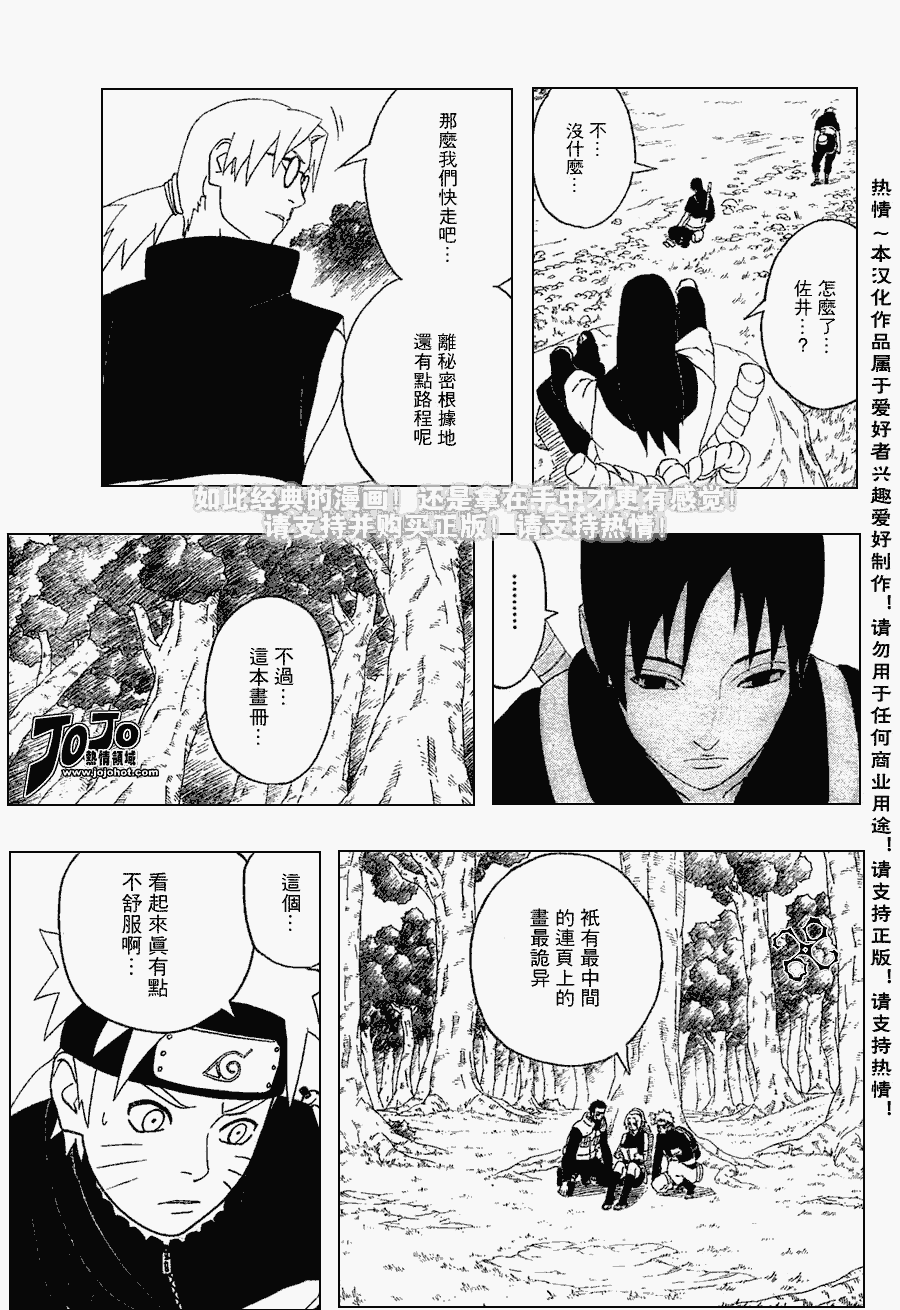 怎麼了…
佐井…?
不…
沒什麼…
那麼我們快走吧…
離秘密根據地
還有點路程呢
如此经典的漫画！还是拿在手中才更有感觉！
请支持并购买正版！请支持热情！
………
不過…
這本畫冊…
JOJO
熱情領域
www.jojohot.com
衹有最中間
的連頁上的
畫最詭异
這個…
看起來眞有點
不舒服啊…
热情～本汉化作品属于爱好者兴趣爱好制作！请勿用于任何商业用途！请支持正版！请支持热情！